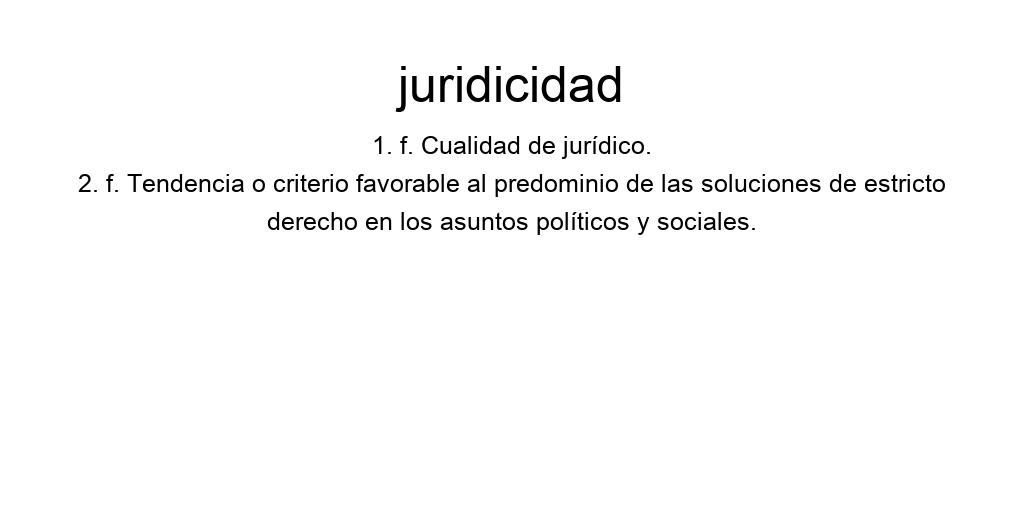 juridicidad
1. f. Cualidad de jurídico.
2. f. Tendencia o criterio favorable al predominio de las soluciones de estricto
derecho en los asuntos políticos y sociales.